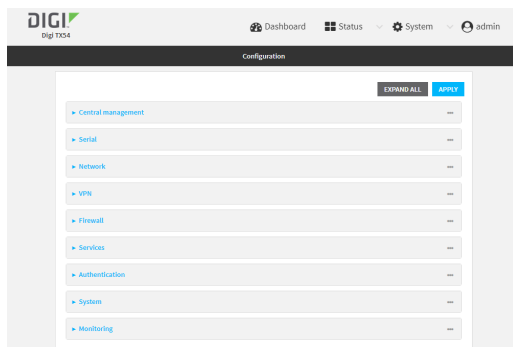 DIGI
Digi TX54
Dashboard Status System admin
Configuration
EXPAND ALL APPLY
Central management
Serial
Network
VPN
Firewall
Services
Authentication
System
Monitoring